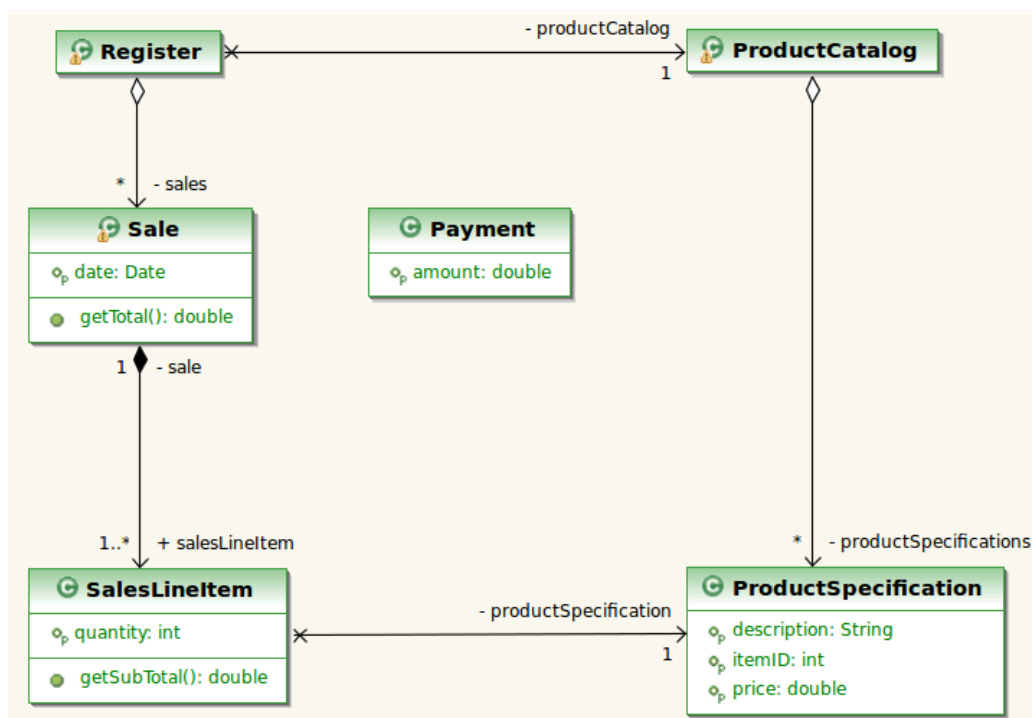 - productCatalog
Register
ProductCatalog
1
* - sales
Sale
date: Date
getTotal(): double
Payment
amount: double
1 - sale
1..* + salesLineItem
* - productSpecifications
SalesLineItem
quantity: int
getSubTotal(): double
- productSpecification
1
ProductSpecification
description: String
itemID: int
price: double